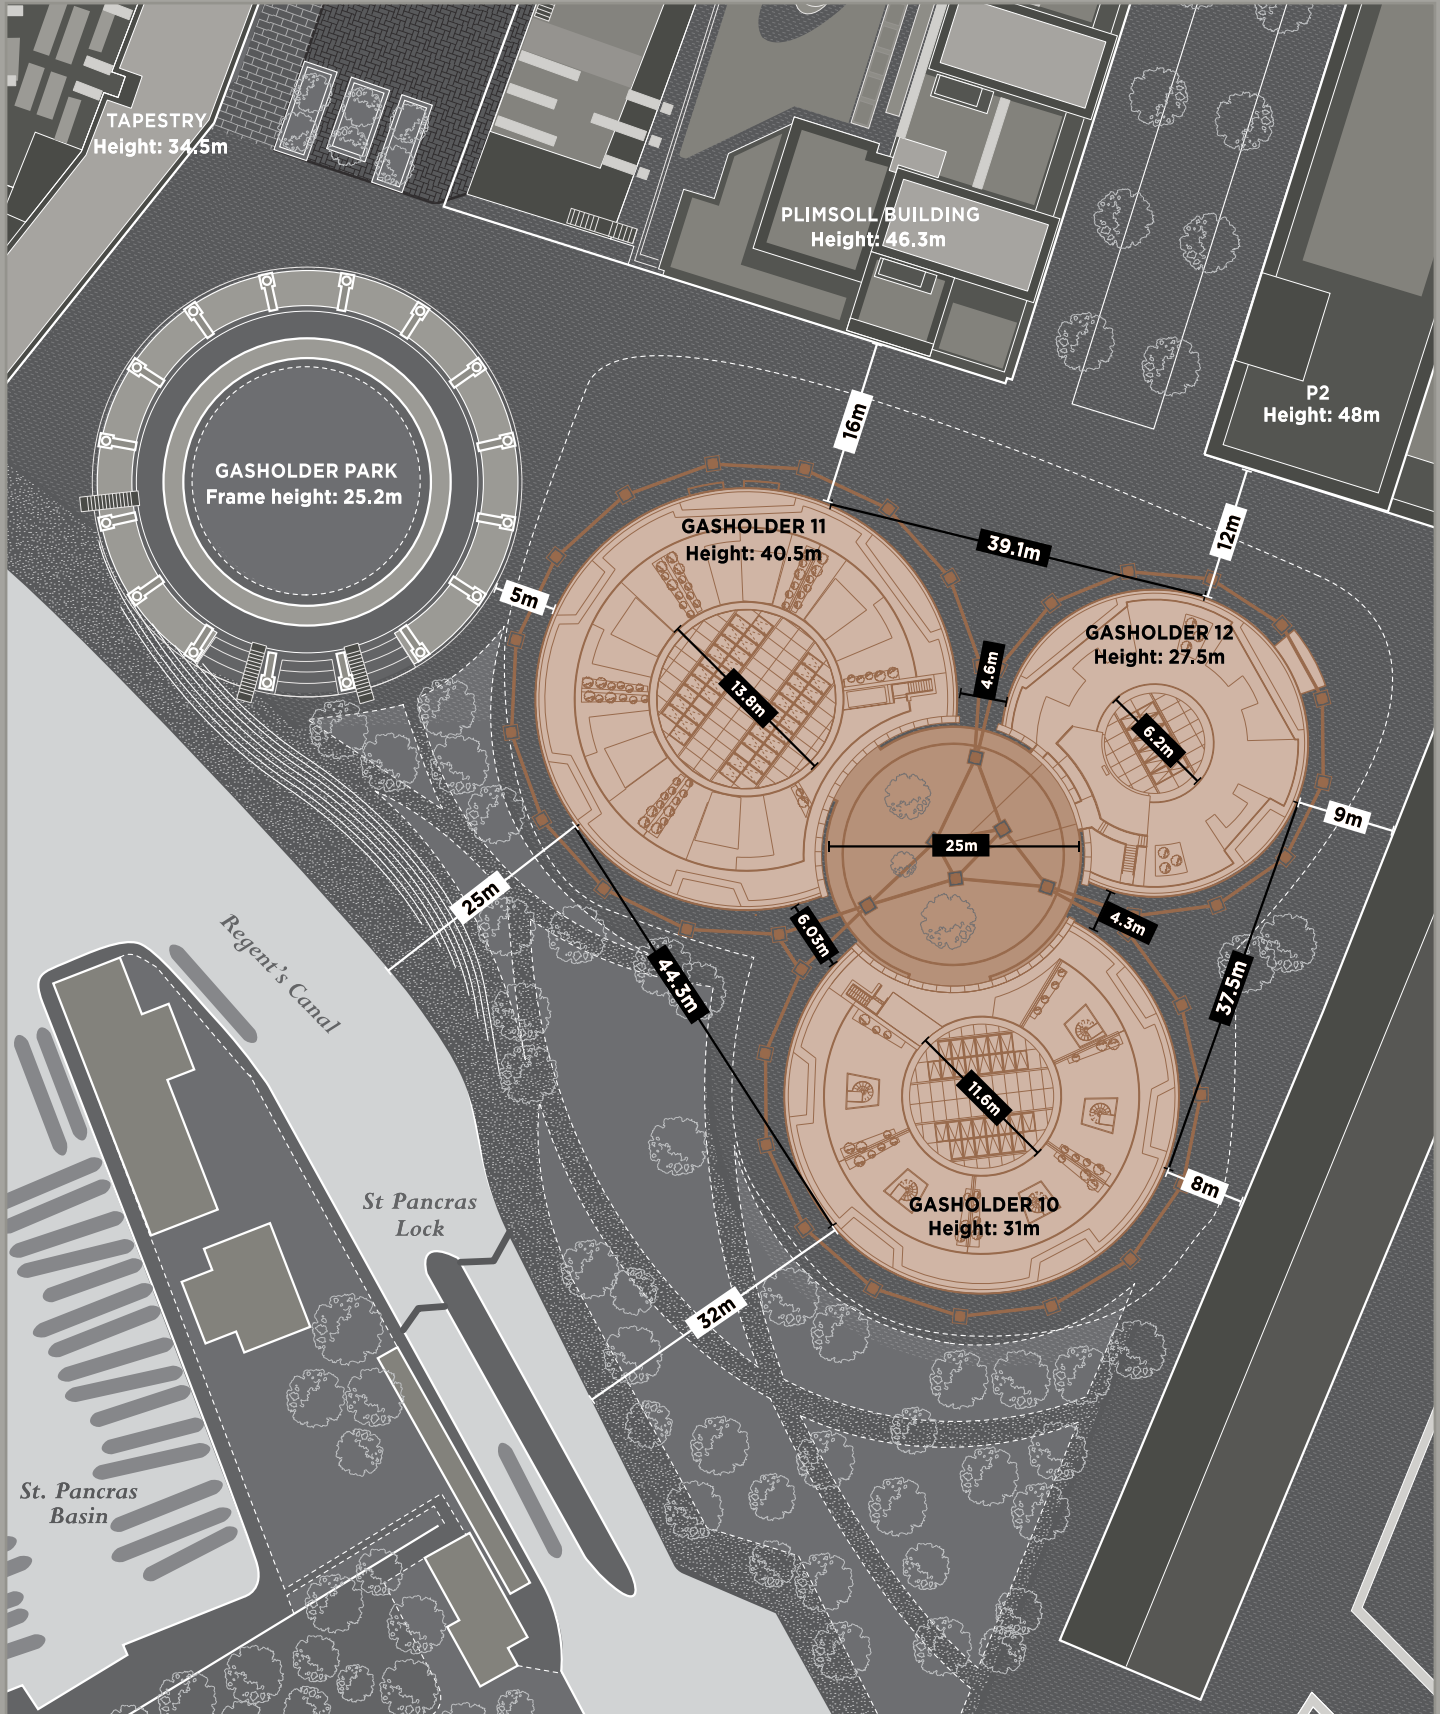 TAPESTRY
Height: 34.5m
PLIMSOLL BUILDING
Height: 46.3m
P2
Height: 48m
16m
GASHOLDER PARK
Frame height: 25.2m
12m
GASHOLDER 11
Height: 40.5m
39.1m
5m
GASHOLDER 12
Height: 27.5m
4.6m
13.8m
6.2m
9m
25m
25m
4.3m
6.03m
Regent's Canal
44.3m
37.5m
11.6m
8m
GASHOLDER 10
Height: 31m
St Pancras
Lock
32m
St. Pancras
Basin